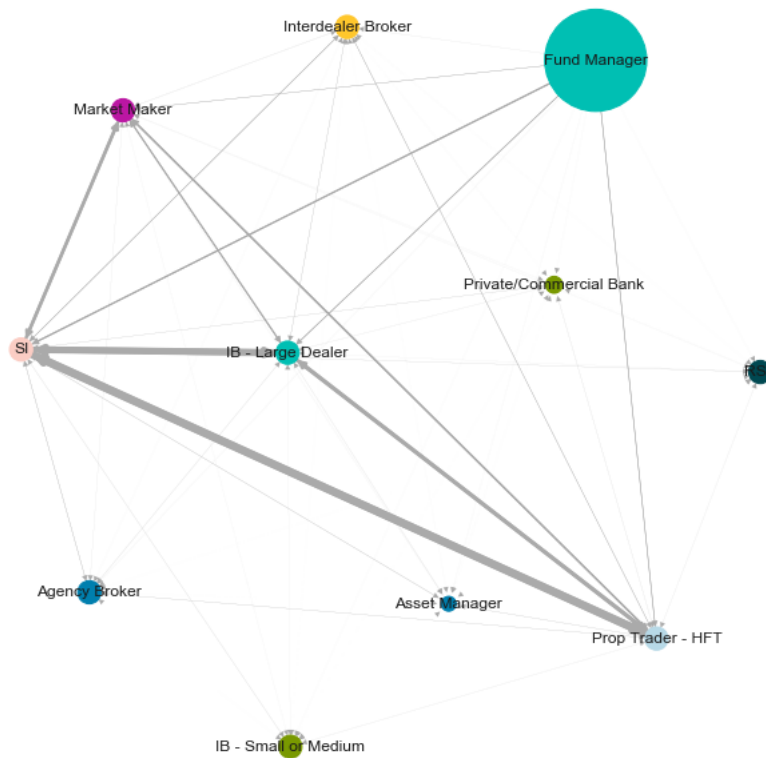 Interdealer Broker
Fund Manager
Market Maker
Private/Commercial Bank
SI
IB - Large Dealer
Agency Broker
Asset Manager
Prop Trader - HFT
IB - Small or Medium